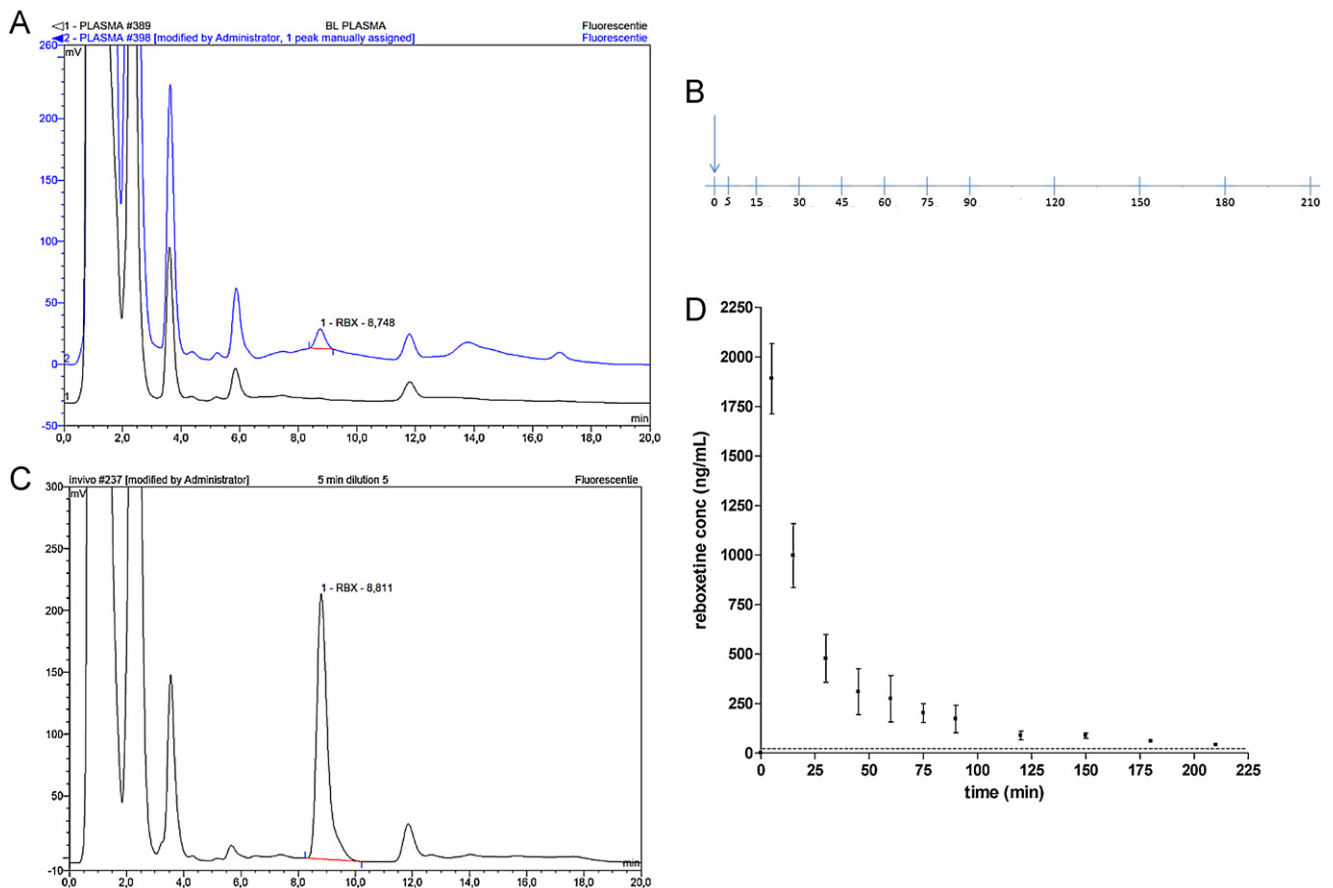 A
1 - PLASMA #389 BL PLASMA Fluorescentie
2 - PLASMA #398 [modified by Administrator, 1 peak manually assigned] Fluorescentie
260
mV
200
150
100
50
0
-50
1 - RBX - 8,748
2
1
min
0,0 2,0 4,0 6,0 8,0 10,0 12,0 14,0 16,0 18,0 20,0
B
0 5 15 30 45 60 75 90 120 150 180 210
C
invivo #237 [modified by Administrator] 5 min dilution 5 Fluorescentie
300
mV
250
200
150
100
50
-10
1 - RBX - 8,811
min
0,0 2,0 4,0 6,0 8,0 10,0 12,0 14,0 16,0 18,0 20,0
D
reboxetine conc (ng/mL)
2250
2000
1750
1500
1250
1000
750
500
250
0
0 25 50 75 100 125 150 175 200 225
time (min)